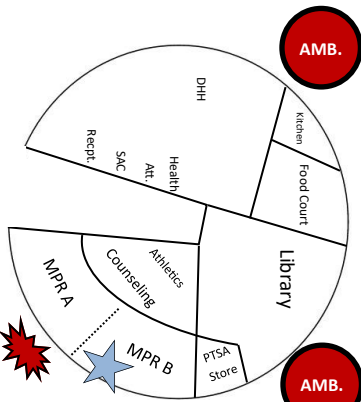 AMB.
DHH
Kitchen
Food Court
Recpt.
SAC
Att.
Health
Library
Athletics
Counseling
MPR A
MPR B
PTSA
Store
AMB.